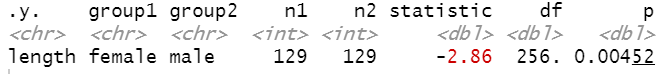 .y. group1 group2 n1 n2 statistic df p
<chr> <chr> <chr> <int> <int> <dbl> <dbl> <dbl>
length female male 129 129 -2.86 256. 0.00452